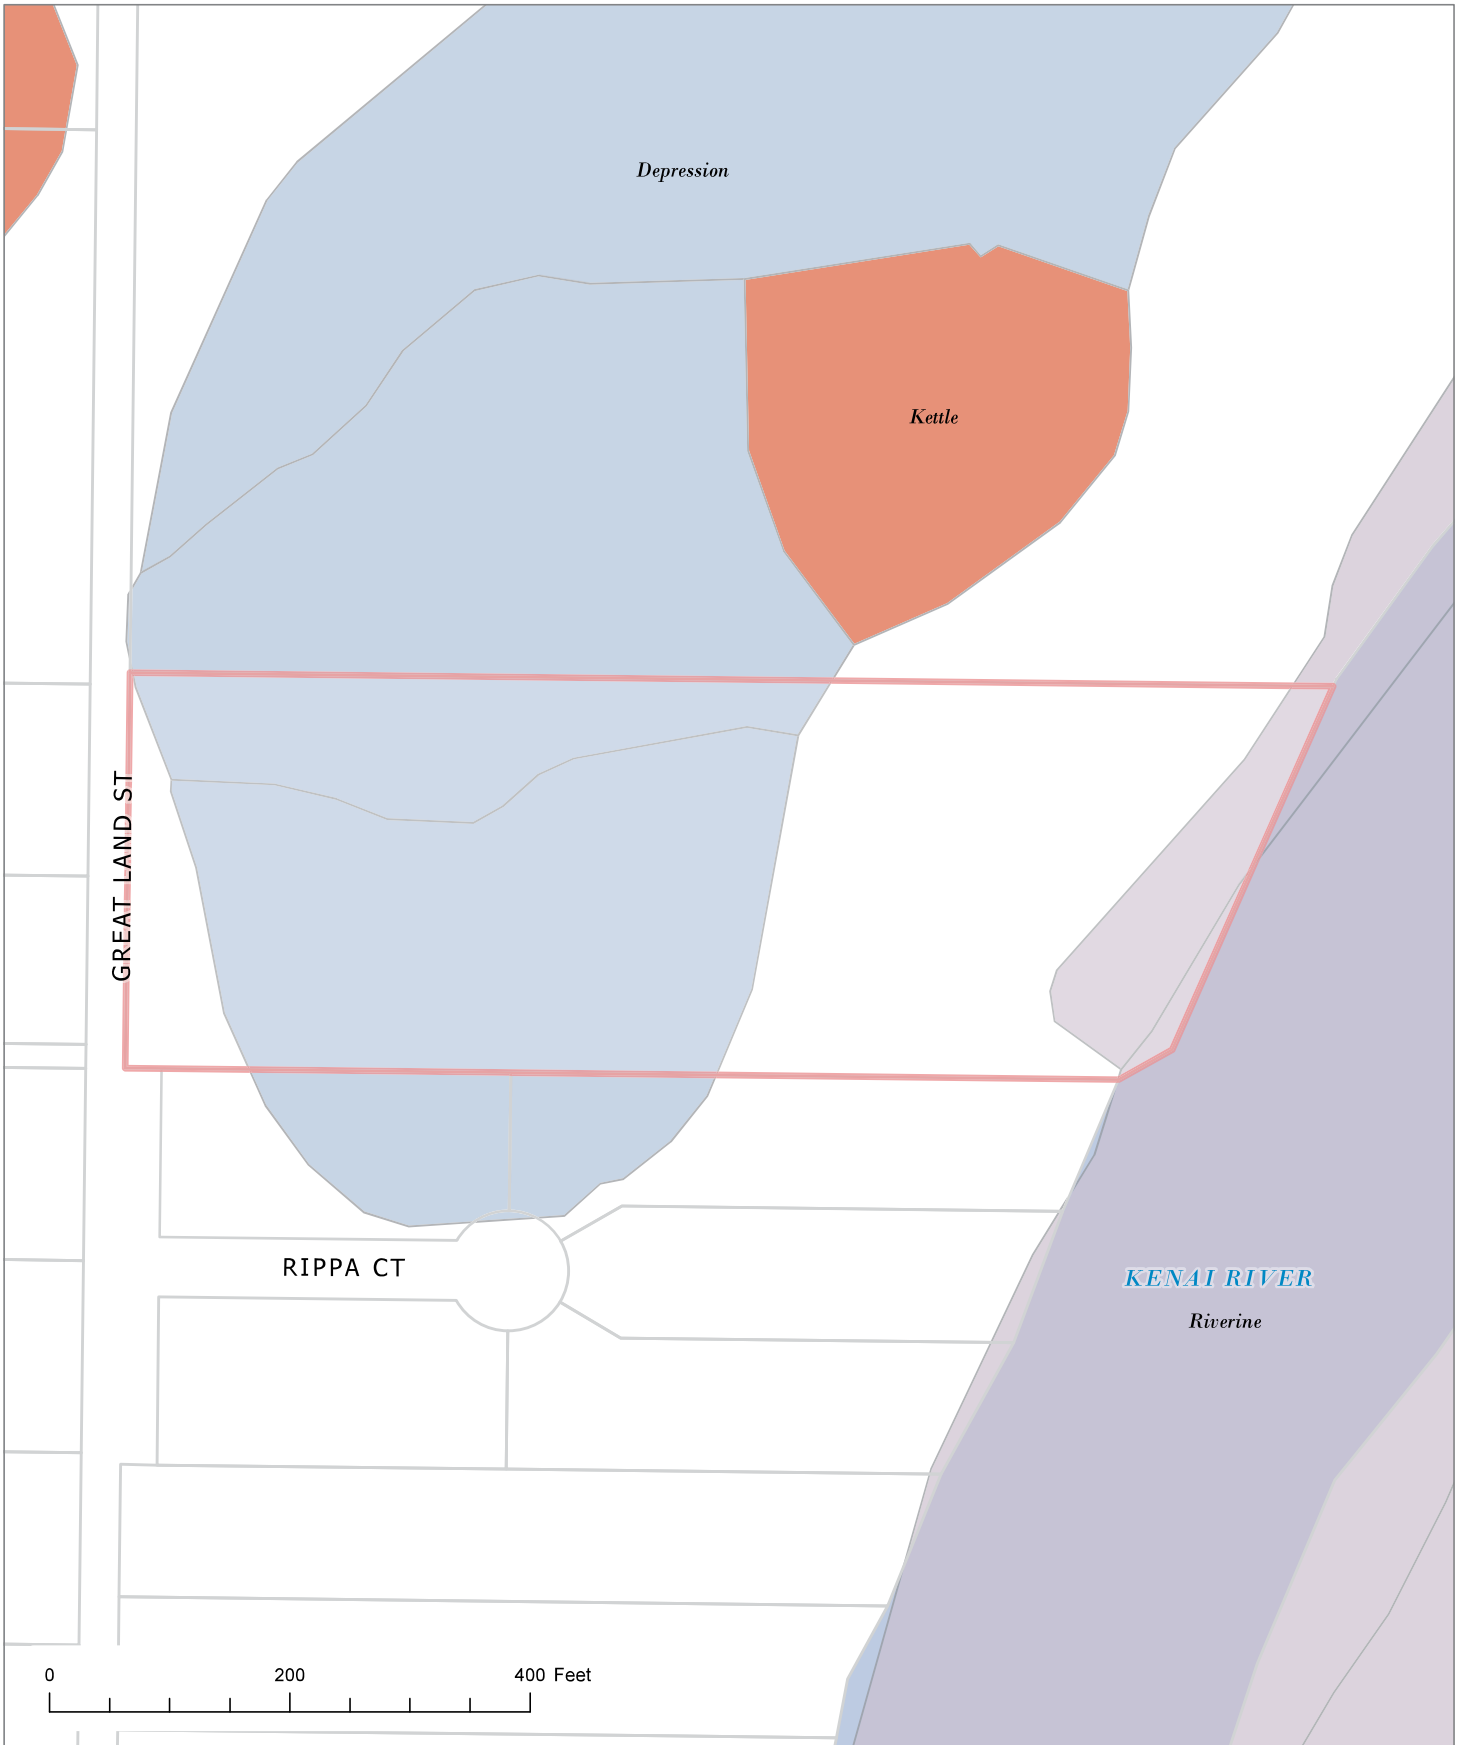 Depression
Kettle
GREAT LAND ST
RIPPA CT
KENAI RIVER
Riverine
0 200 400 Feet